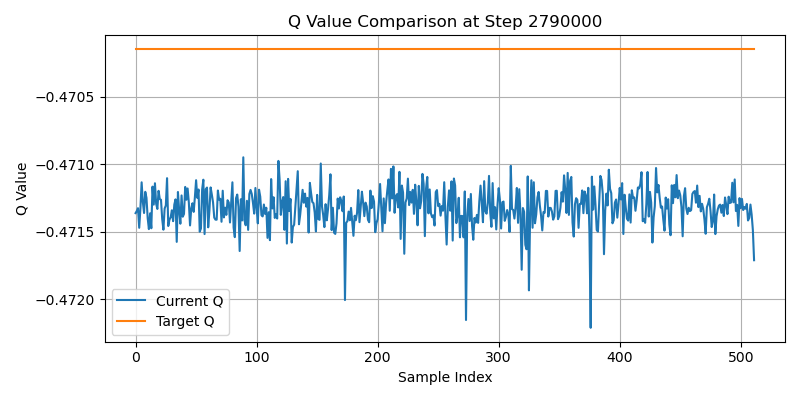 Q Value Comparison at Step 2790000
Q Value
−0.4705
−0.4710
−0.4715
−0.4720
Current Q
Target Q
0
100
200
300
400
500
Sample Index